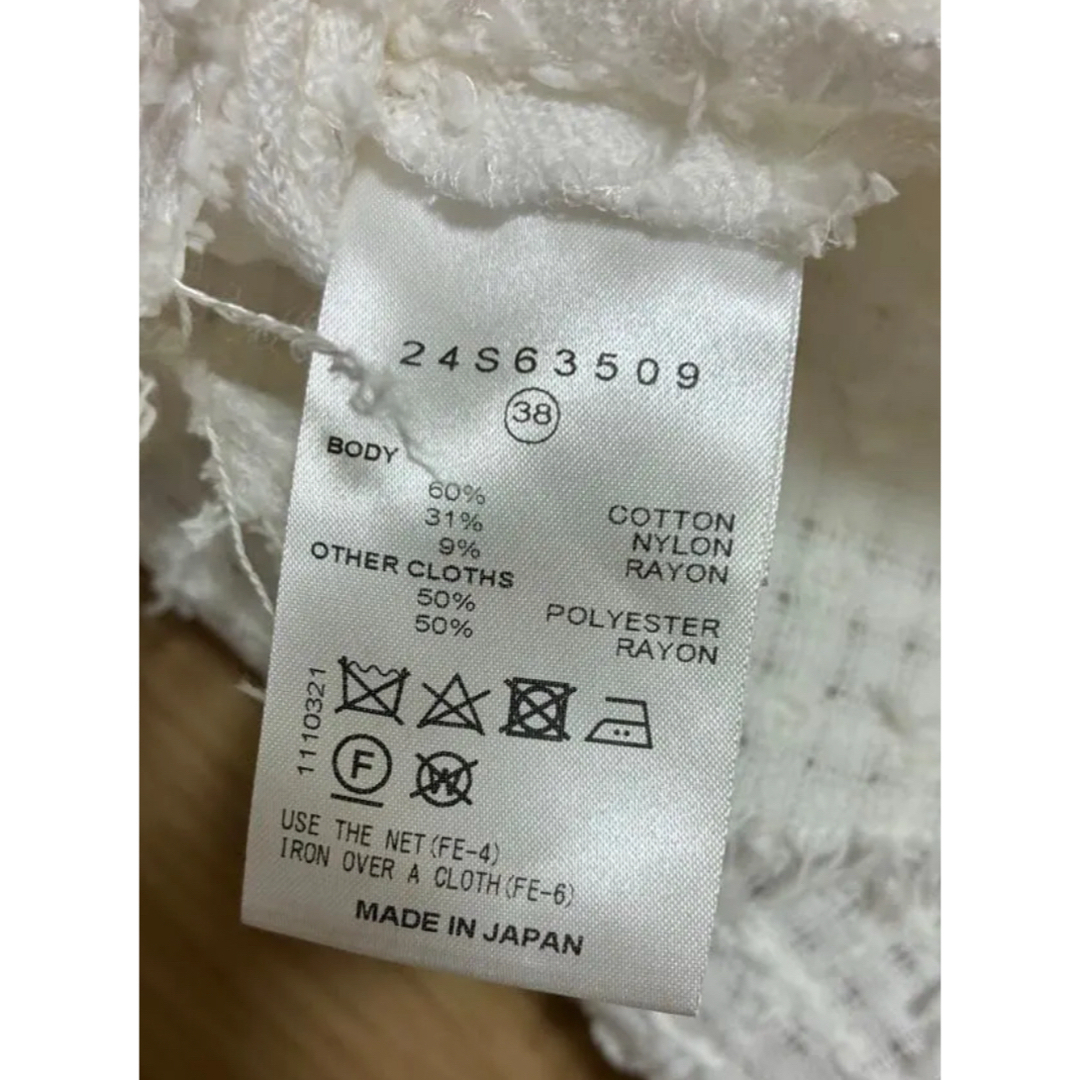 24S63509
38
BODY
60% COTTON
31% NYLON
9% RAYON
OTHER CLOTHS
50% POLYESTER
50% RAYON
1110321
F W
USE THE NET(FE-4)
IRON OVER A CLOTH(FE-6)
MADE IN JAPAN